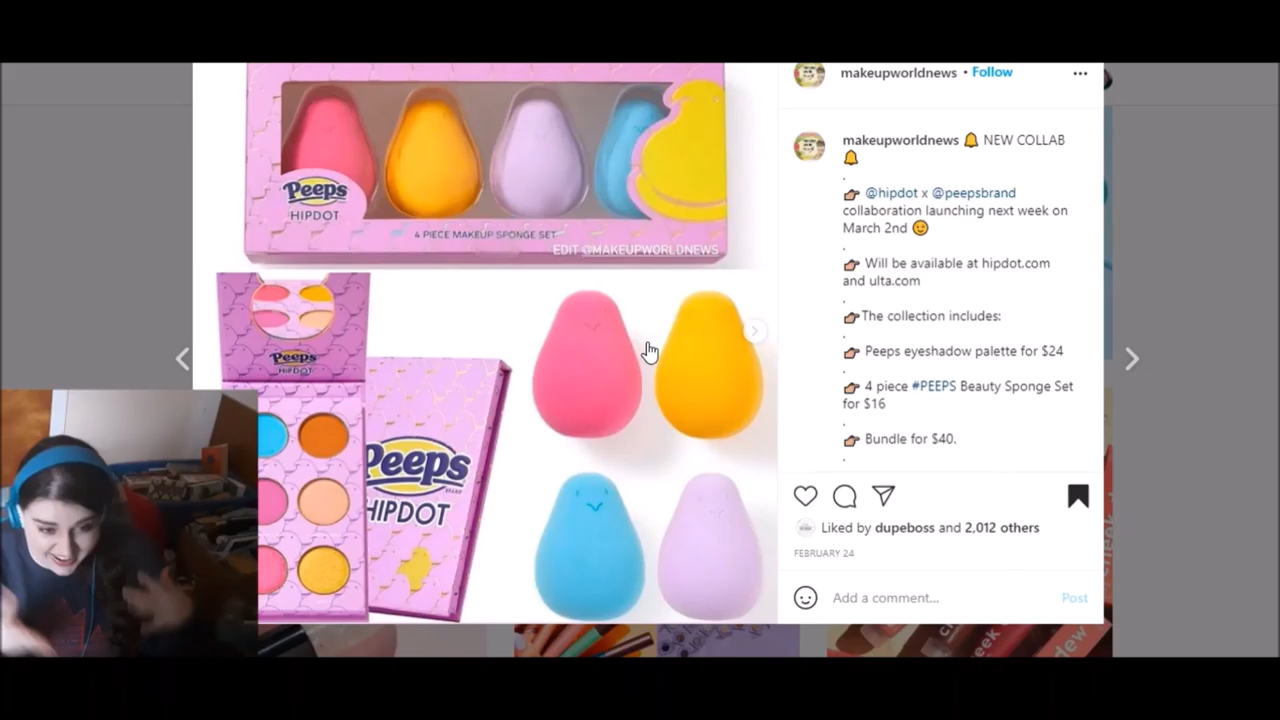 Peeps
HIPDOT
4 PIECE MAKEUP SPONGE SET
EDIT @MAKEUPWORLDNEWS
Peeps
HIPDOT
Peeps
BRAND
HIPDOT
makeupworldnews • Follow
makeupworldnews 🔔 NEW COLLAB
🔔
.
👉 @hipdot x @peepsbrand
collaboration launching next week on
March 2nd 😉
.
👉 Will be available at hipdot.com
and ulta.com
.
👉The collection includes:
.
👉 Peeps eyeshadow palette for $24
.
👉 4 piece #PEEPS Beauty Sponge Set
for $16
.
👉 Bundle for $40.
.
Liked by dupeboss and 2,012 others
FEBRUARY 24
Add a comment...
Post
cheek
dew